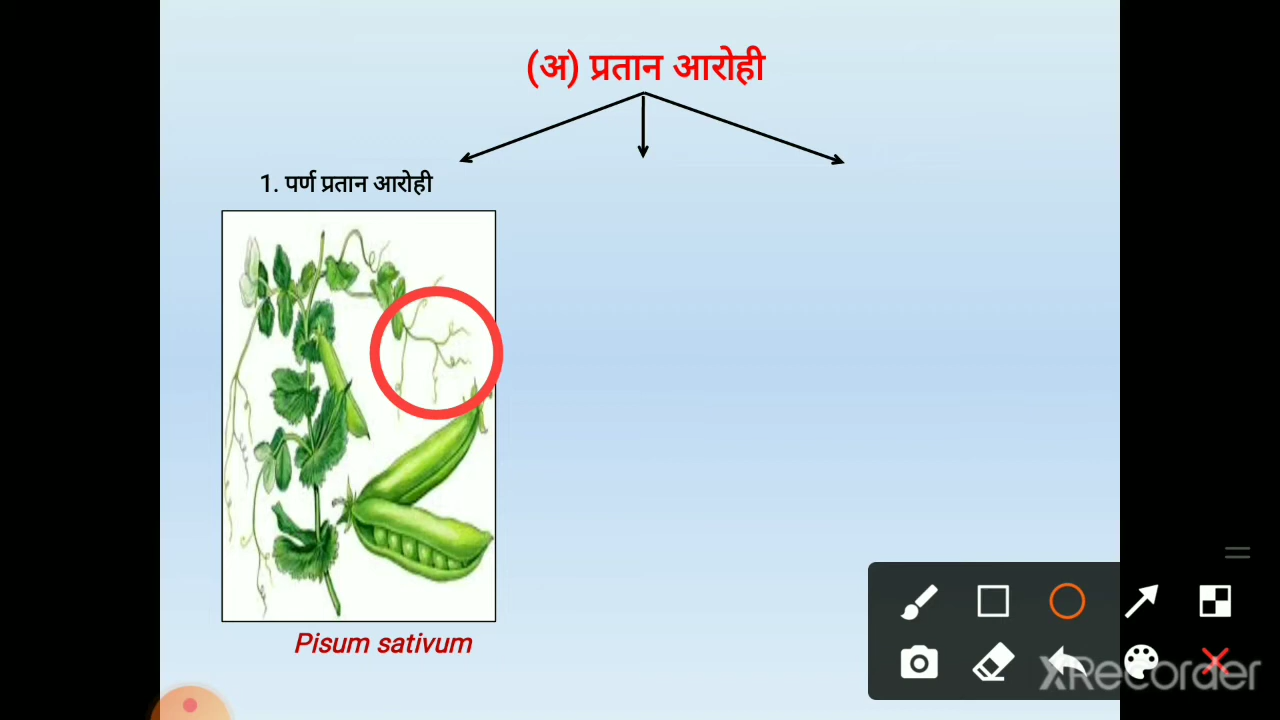 (अ) प्रतान आरोही
1. पर्ण प्रतान आरोही
Pisum sativum
XRecorder